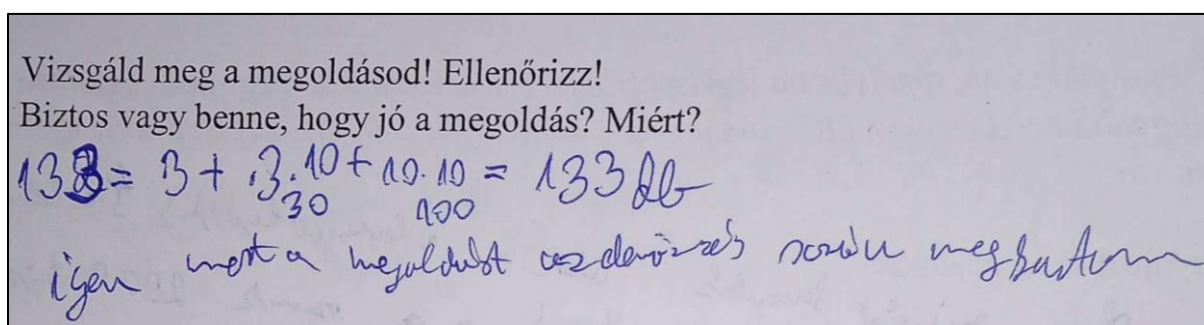 Vizsgáld meg a megoldásod! Ellenőrizz!
Biztos vagy benne, hogy jó a megoldás? Miért?
133 = 3 + 3.10 + 10.10 = 133 db
30 100
igen mert a megoldást az ellenőrzés során megkaptam